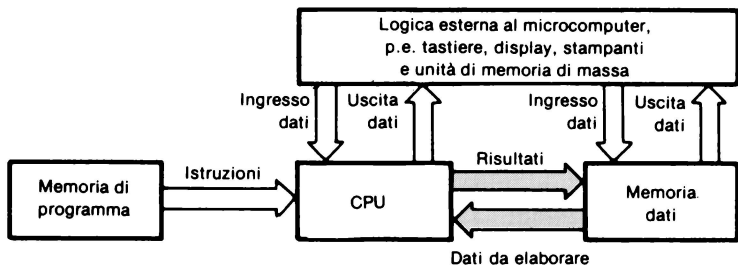 Logica esterna al microcomputer,
p.e. tastiere, display, stampanti
e unità di memoria di massa
Ingresso
dati
Uscita
dati
Ingresso
dati
Uscita
dati
Memoria di
programma
Istruzioni
CPU
Risultati
Memoria
dati
Dati da elaborare